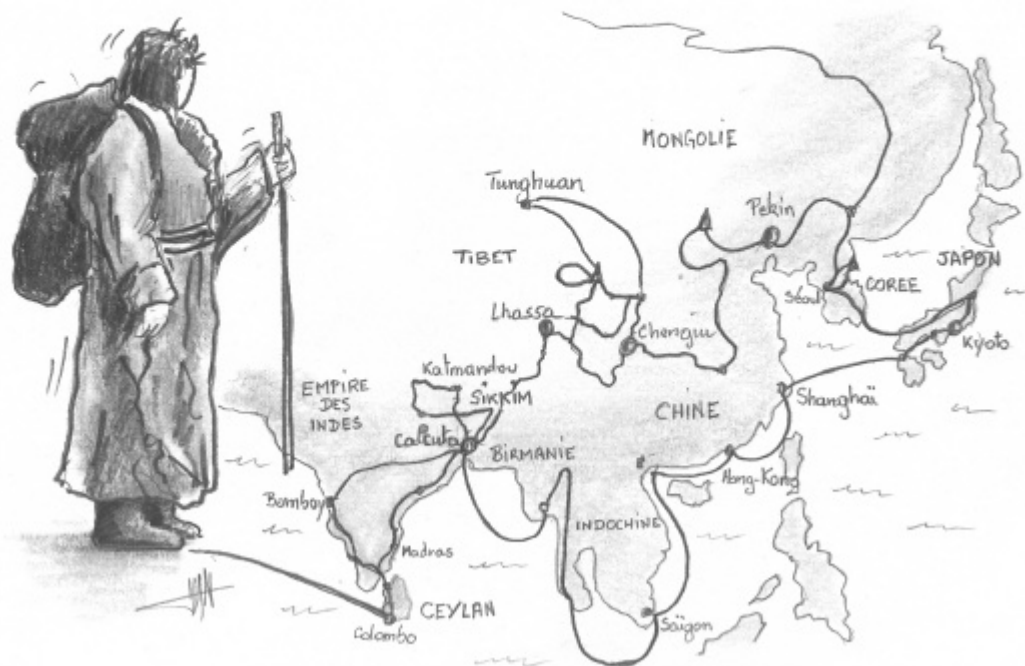 MONGOLIE
Tunghuan
Pekin
TIBET
JAPON
COREE
Séoul
Lhassa
Chengiu
Kyoto
Katmandou
SIKKIM
EMPIRE
DES
INDES
CHINE
Shanghaï
Calcuta
BIRMANIE
Hong-Kong
Bombay
INDOCHINE
Madras
CEYLAN
Saïgon
Colombo